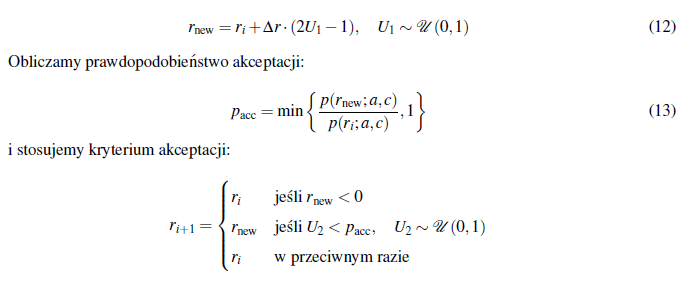 r_new = r_i + Δr · (2U_1 − 1), U_1 ∼ 𝒰(0,1) (12)
Obliczamy prawdopodobieństwo akceptacji:
p_acc = min { p(r_new; a, c) / p(r_i; a, c) , 1 } (13)
i stosujemy kryterium akceptacji:
r_{i+1} = { r_i jeśli r_new < 0
r_new jeśli U_2 < p_acc, U_2 ∼ 𝒰(0,1)
r_i w przeciwnym razie